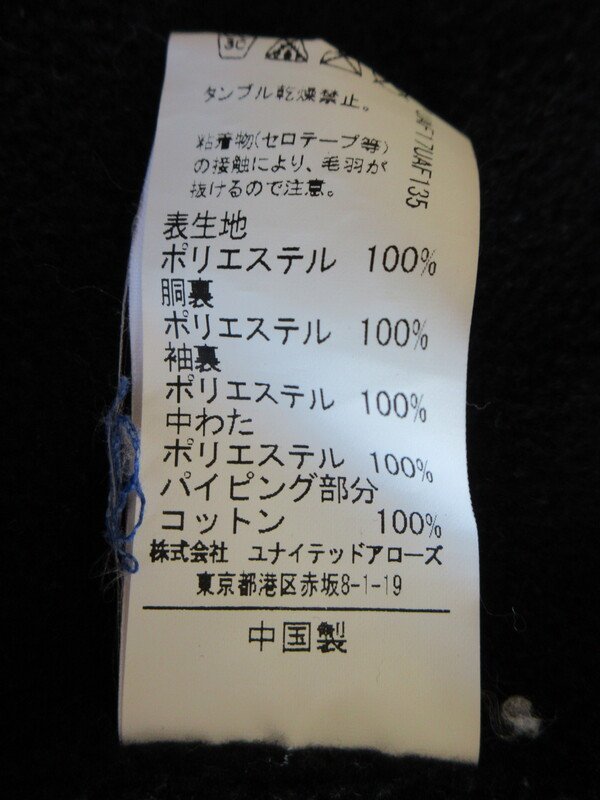 30
タンブル乾燥禁止。
粘着物(セロテープ等)
の接触により、毛羽が
抜けるので注意。
表生地
ポリエステル 100%
胴裏
ポリエステル 100%
袖裏
ポリエステル 100%
中わた
ポリエステル 100%
パイピング部分
コットン 100%
株式会社 ユナイテッドアローズ
東京都港区赤坂8-1-19
中国製